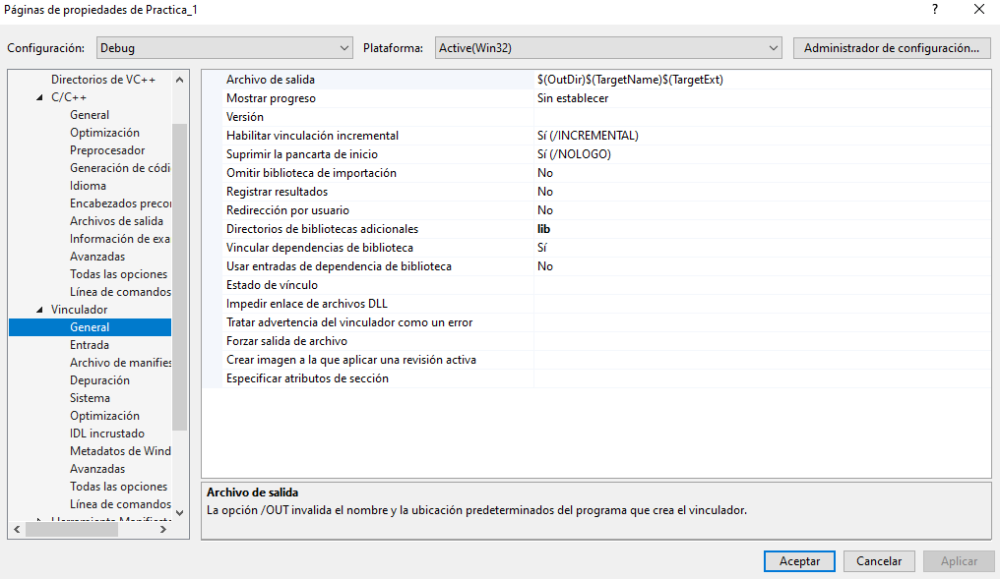 Páginas de propiedades de Practica_1
?
Configuración: Debug Plataforma: Active(Win32) Administrador de configuración...
Directorios de VC++
C/C++
General
Optimización
Preprocesador
Generación de códi
Idioma
Encabezados preco
Archivos de salida
Información de exa
Avanzadas
Todas las opciones
Línea de comandos
Vinculador
General
Entrada
Archivo de manifies
Depuración
Sistema
Optimización
IDL incrustado
Metadatos de Wind
Avanzadas
Todas las opciones
Línea de comandos
Archivo de salida $(OutDir)$(TargetName)$(TargetExt)
Mostrar progreso Sin establecer
Versión
Habilitar vinculación incremental Sí (/INCREMENTAL)
Suprimir la pancarta de inicio Sí (/NOLOGO)
Omitir biblioteca de importación No
Registrar resultados No
Redirección por usuario No
Directorios de bibliotecas adicionales lib
Vincular dependencias de biblioteca Sí
Usar entradas de dependencia de biblioteca No
Estado de vínculo
Impedir enlace de archivos DLL
Tratar advertencia del vinculador como un error
Forzar salida de archivo
Crear imagen a la que aplicar una revisión activa
Especificar atributos de sección
Archivo de salida
La opción /OUT invalida el nombre y la ubicación predeterminados del programa que crea el vinculador.
Aceptar Cancelar Aplicar